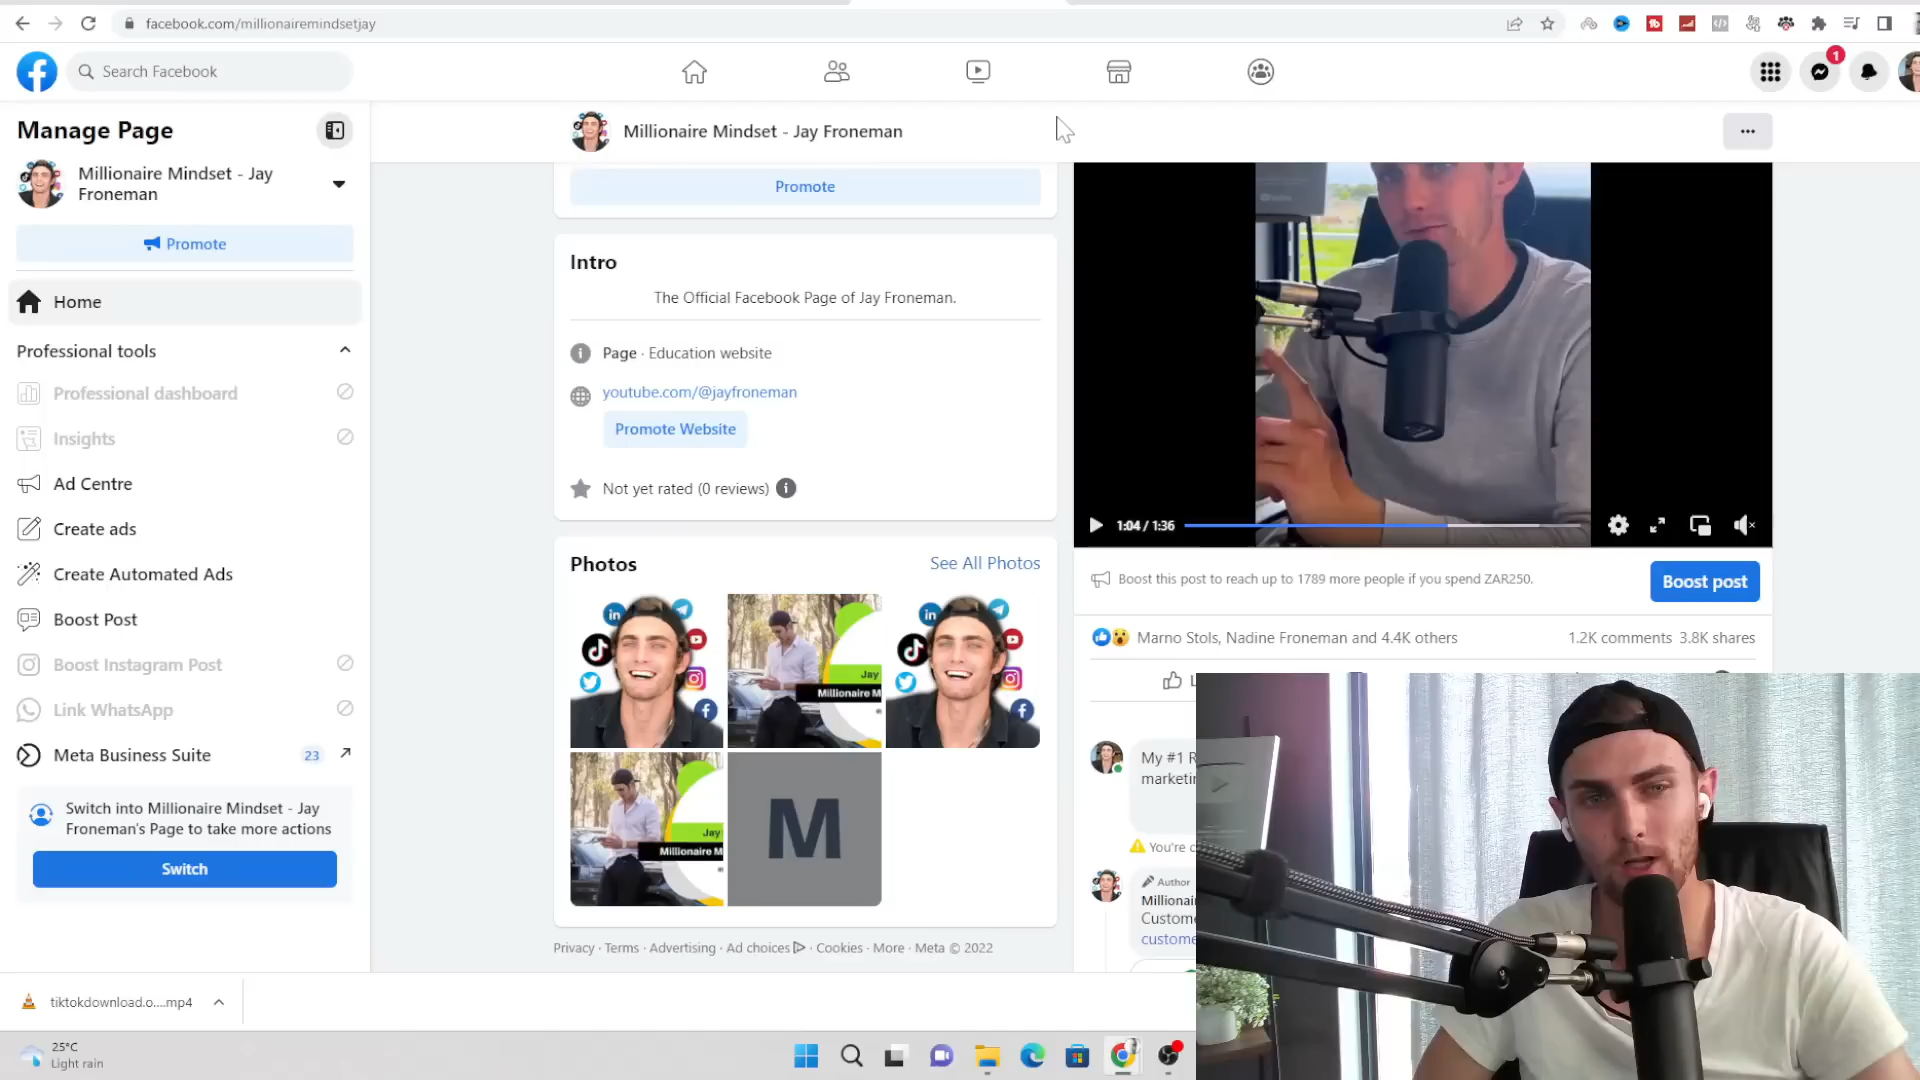 facebook.com/millionairemindsetjay
Search Facebook
1
Manage Page
Millionaire Mindset - Jay Froneman
Millionaire Mindset - Jay
Froneman
Promote
Home
Professional tools
Professional dashboard
Insights
Ad Centre
Create ads
Create Automated Ads
Boost Post
Boost Instagram Post
Link WhatsApp
Meta Business Suite 23
Switch into Millionaire Mindset - Jay
Froneman's Page to take more actions
Switch
Promote
Intro
The Official Facebook Page of Jay Froneman.
Page · Education website
youtube.com/@jayfroneman
Promote Website
Not yet rated (0 reviews)
Photos
See All Photos
in
Jay
Millionaire M
in
Jay
Millionaire M
M
Privacy · Terms · Advertising · Ad choices · Cookies · More · Meta © 2022
1:04 / 1:36
Boost this post to reach up to 1789 more people if you spend ZAR250.
Boost post
Marno Stols, Nadine Froneman and 4.4K others
1.2K comments 3.8K shares
L
My #1 R
marketin
You're c
Author
Millionair
Custome
custome
tiktokdownload.o....mp4
25°C
Light rain